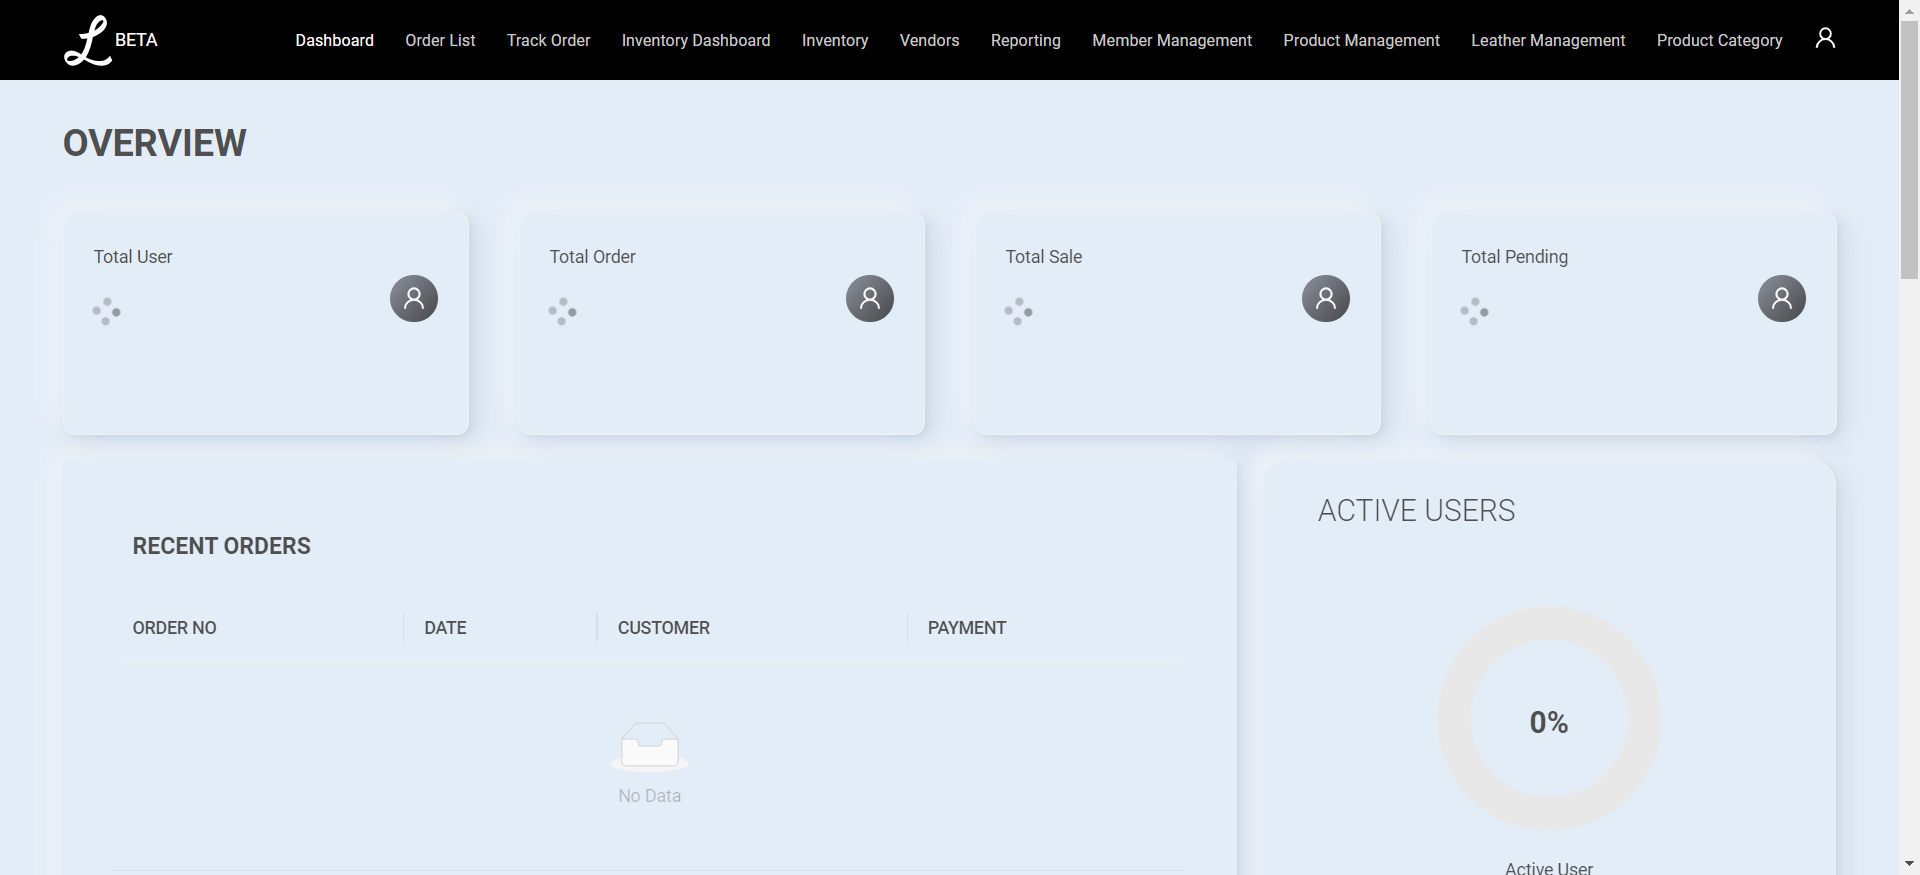 L BETA
Dashboard Order List Track Order Inventory Dashboard Inventory Vendors Reporting Member Management Product Management Leather Management Product Category
OVERVIEW
Total User
Total Order
Total Sale
Total Pending
RECENT ORDERS
ORDER NO DATE CUSTOMER PAYMENT
No Data
ACTIVE USERS
0%
Active User